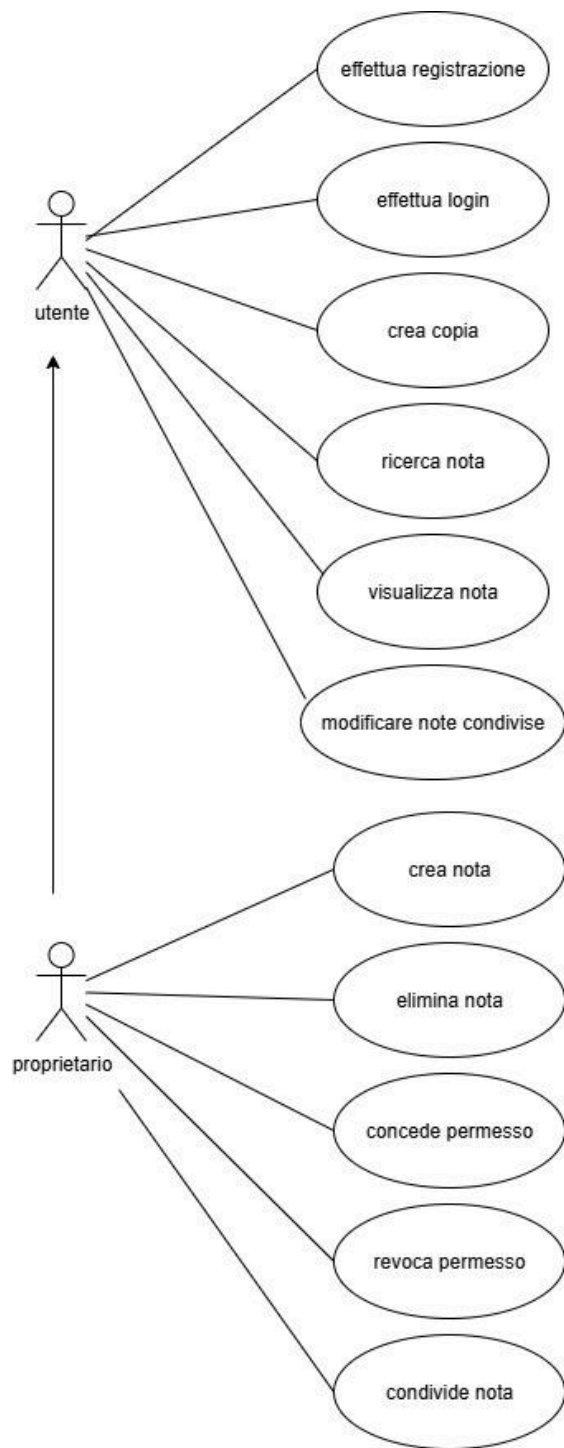 effettua registrazione
effettua login
utente
crea copia
ricerca nota
visualizza nota
modificare note condivise
crea nota
elimina nota
proprietario
concede permesso
revoca permesso
condivide nota